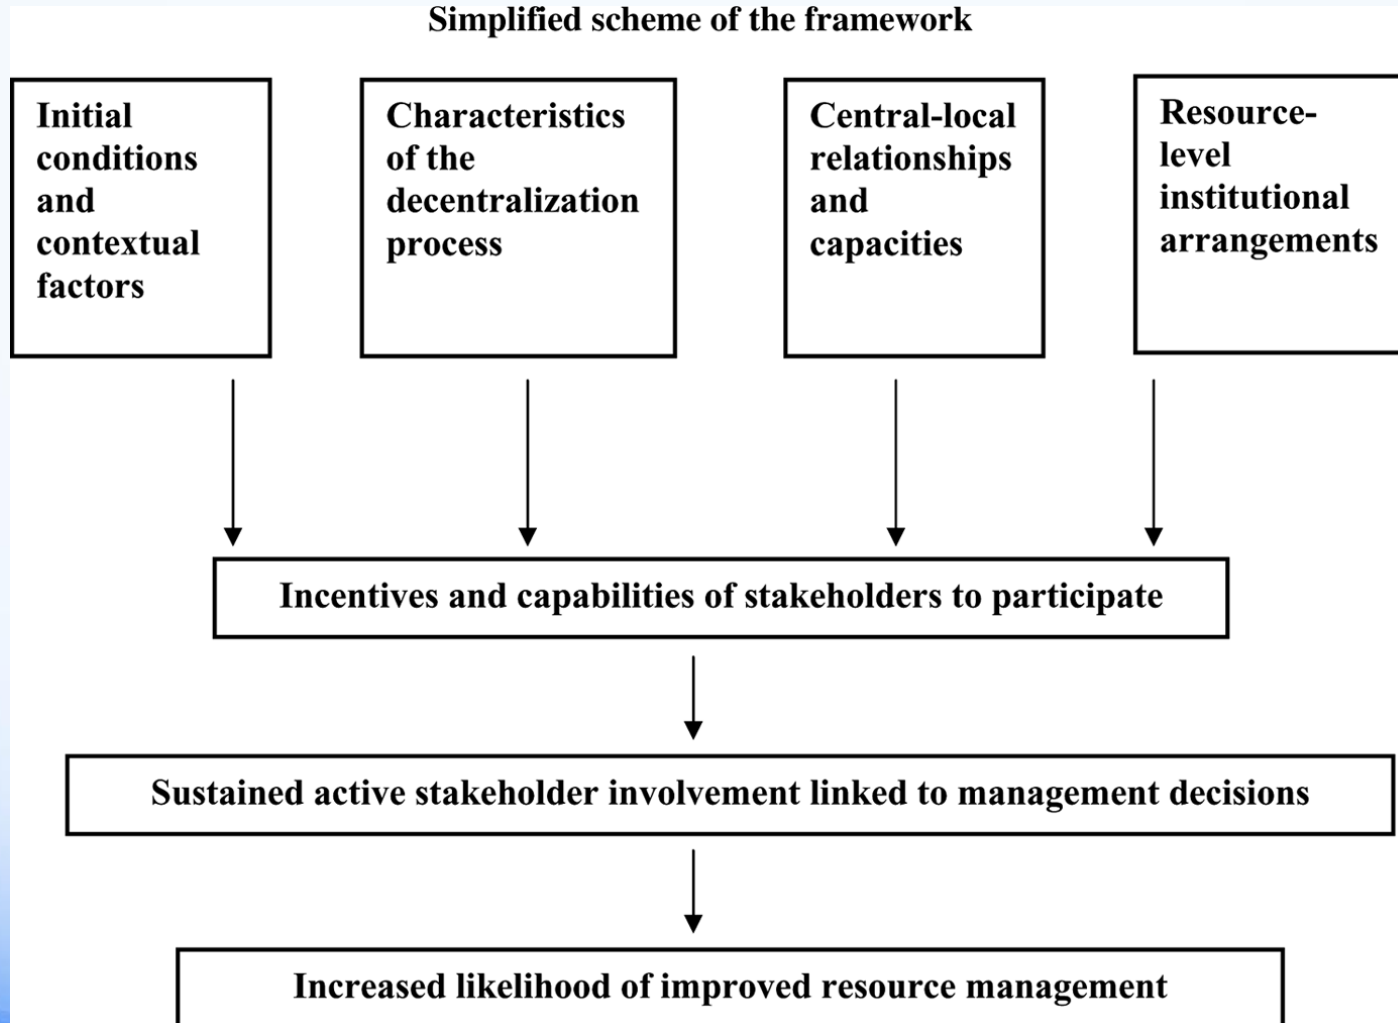 Simplified scheme of the framework
Initial
conditions
and
contextual
factors
Characteristics
of the
decentralization
process
Central-local
relationships
and
capacities
Resource-
level
institutional
arrangements
Incentives and capabilities of stakeholders to participate
Sustained active stakeholder involvement linked to management decisions
Increased likelihood of improved resource management